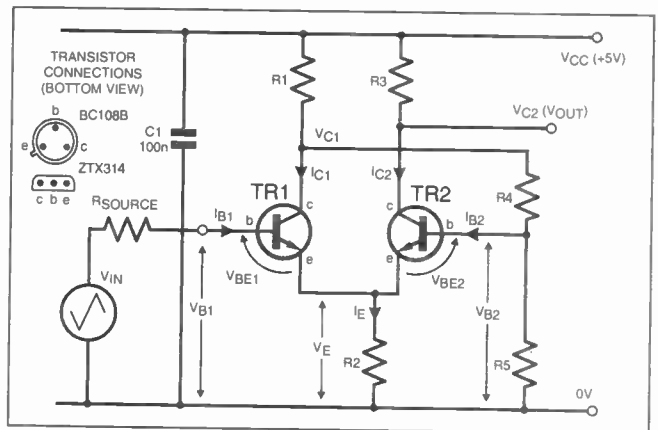 TRANSISTOR
CONNECTIONS
(BOTTOM VIEW)
b
BC108B
e
c
ZTX314
c b e
C1
100n
R1
R3
VCC (+5V)
VC2 (VOUT)
VC1
IC1
IC2
R4
TR1
TR2
c
c
RSOURCE
IB1
b
b
IB2
e
e
VBE1
VBE2
VIN
VB1
VE
IE
R2
VB2
R5
0V